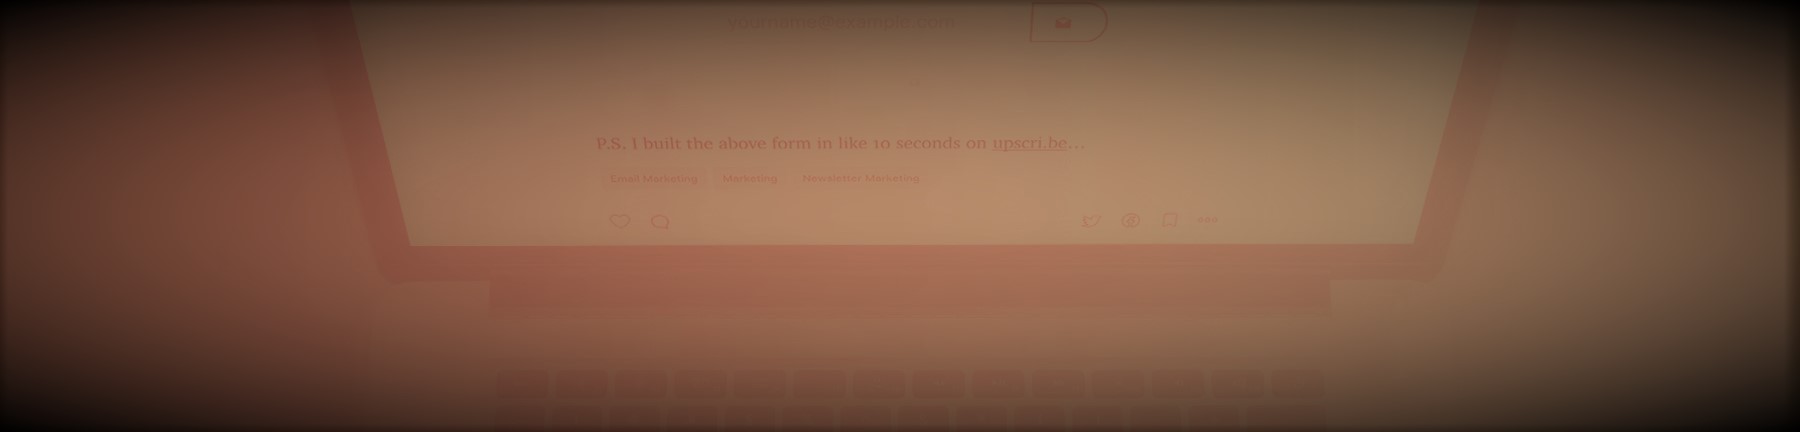 yourname@example.com
P.S. I built the above form in like 10 seconds on upscri.be...
Email Marketing Marketing Newsletter Marketing